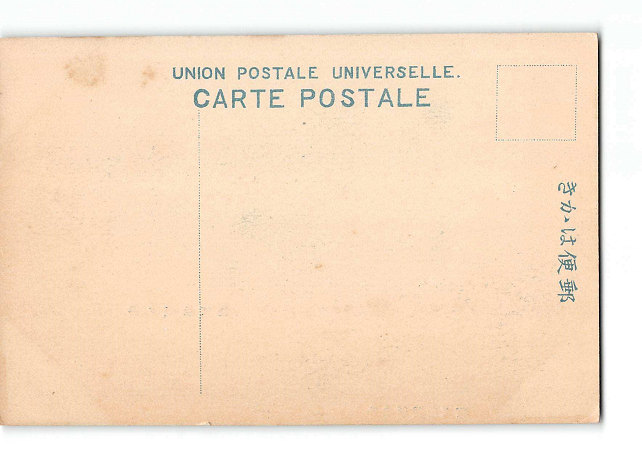 UNION POSTALE UNIVERSELLE.
CARTE POSTALE
きがは便郵